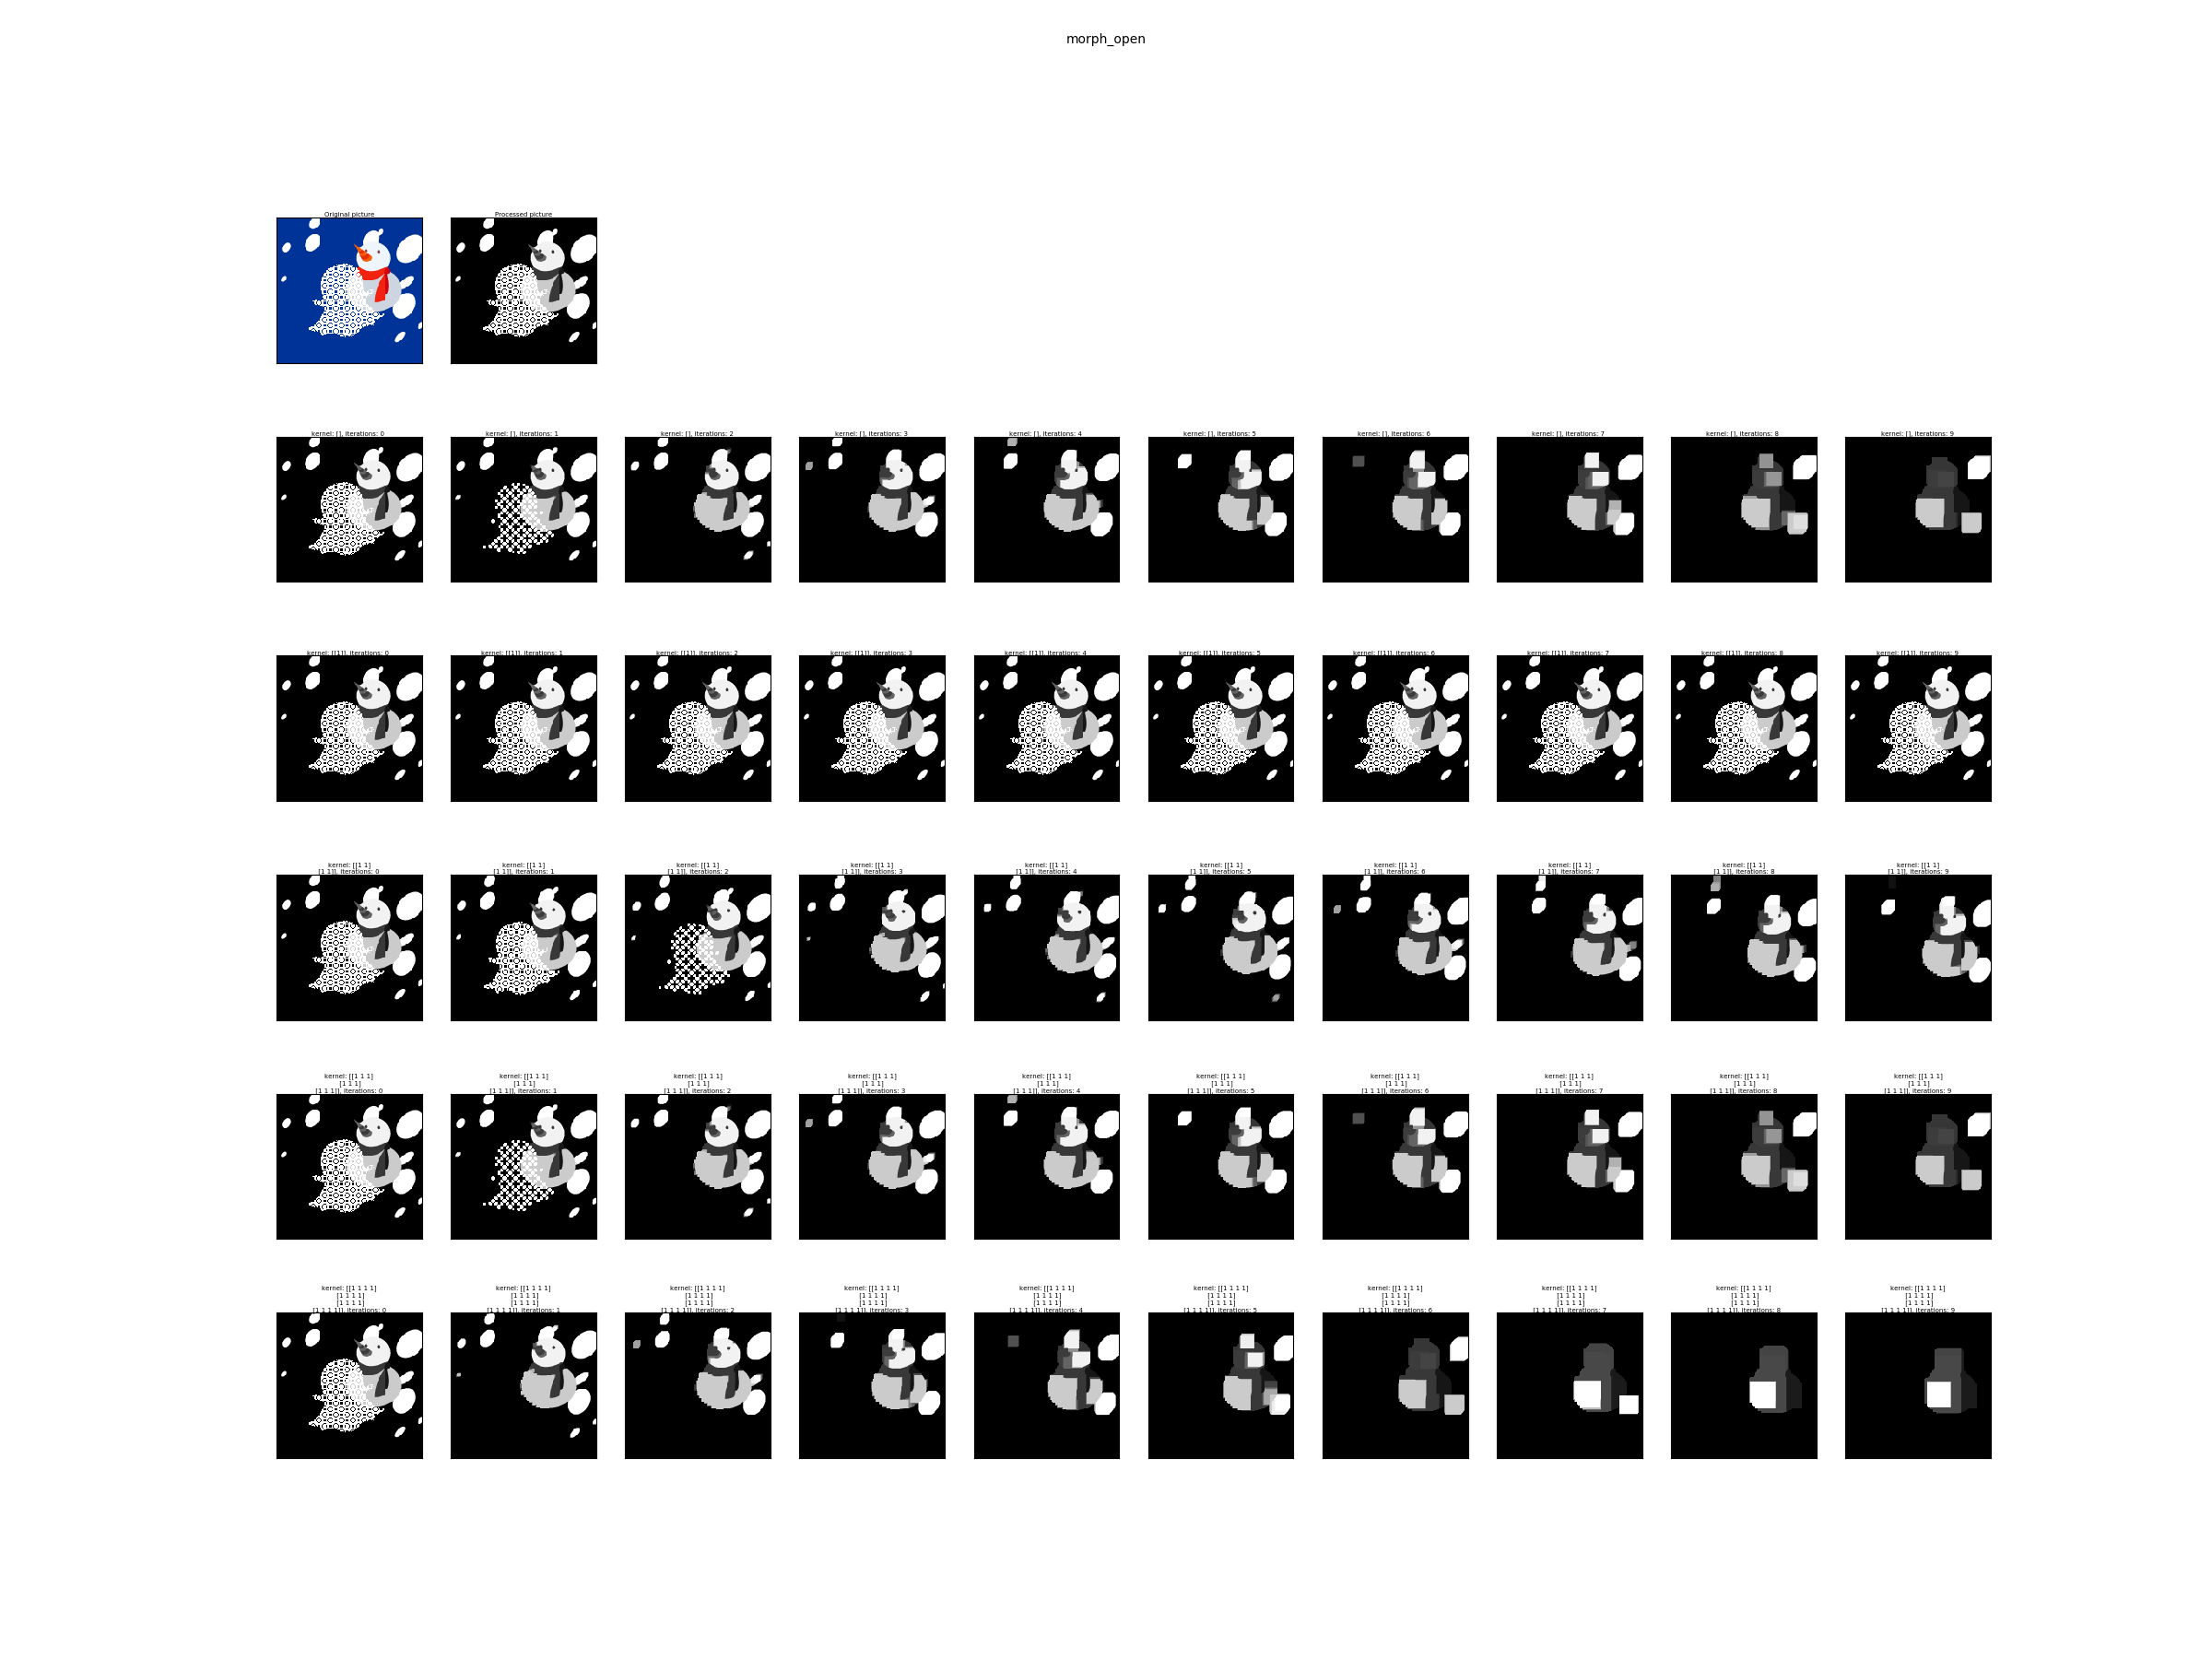 morph_open
Original picture
Processed picture
kernel: [], iterations: 0
kernel: [], iterations: 1
kernel: [], iterations: 2
kernel: [], iterations: 3
kernel: [], iterations: 4
kernel: [], iterations: 5
kernel: [], iterations: 6
kernel: [], iterations: 7
kernel: [], iterations: 8
kernel: [], iterations: 9
kernel: [[1]], iterations: 0
kernel: [[1]], iterations: 1
kernel: [[1]], iterations: 2
kernel: [[1]], iterations: 3
kernel: [[1]], iterations: 4
kernel: [[1]], iterations: 5
kernel: [[1]], iterations: 6
kernel: [[1]], iterations: 7
kernel: [[1]], iterations: 8
kernel: [[1]], iterations: 9
kernel: [[1 1]
[1 1]], iterations: 0
kernel: [[1 1]
[1 1]], iterations: 1
kernel: [[1 1]
[1 1]], iterations: 2
kernel: [[1 1]
[1 1]], iterations: 3
kernel: [[1 1]
[1 1]], iterations: 4
kernel: [[1 1]
[1 1]], iterations: 5
kernel: [[1 1]
[1 1]], iterations: 6
kernel: [[1 1]
[1 1]], iterations: 7
kernel: [[1 1]
[1 1]], iterations: 8
kernel: [[1 1]
[1 1]], iterations: 9
kernel: [[1 1 1]
[1 1 1]
[1 1 1]], iterations: 0
kernel: [[1 1 1]
[1 1 1]
[1 1 1]], iterations: 1
kernel: [[1 1 1]
[1 1 1]
[1 1 1]], iterations: 2
kernel: [[1 1 1]
[1 1 1]
[1 1 1]], iterations: 3
kernel: [[1 1 1]
[1 1 1]
[1 1 1]], iterations: 4
kernel: [[1 1 1]
[1 1 1]
[1 1 1]], iterations: 5
kernel: [[1 1 1]
[1 1 1]
[1 1 1]], iterations: 6
kernel: [[1 1 1]
[1 1 1]
[1 1 1]], iterations: 7
kernel: [[1 1 1]
[1 1 1]
[1 1 1]], iterations: 8
kernel: [[1 1 1]
[1 1 1]
[1 1 1]], iterations: 9
kernel: [[1 1 1 1]
[1 1 1 1]
[1 1 1 1]
[1 1 1 1]], iterations: 0
kernel: [[1 1 1 1]
[1 1 1 1]
[1 1 1 1]
[1 1 1 1]], iterations: 1
kernel: [[1 1 1 1]
[1 1 1 1]
[1 1 1 1]
[1 1 1 1]], iterations: 2
kernel: [[1 1 1 1]
[1 1 1 1]
[1 1 1 1]
[1 1 1 1]], iterations: 3
kernel: [[1 1 1 1]
[1 1 1 1]
[1 1 1 1]
[1 1 1 1]], iterations: 4
kernel: [[1 1 1 1]
[1 1 1 1]
[1 1 1 1]
[1 1 1 1]], iterations: 5
kernel: [[1 1 1 1]
[1 1 1 1]
[1 1 1 1]
[1 1 1 1]], iterations: 6
kernel: [[1 1 1 1]
[1 1 1 1]
[1 1 1 1]
[1 1 1 1]], iterations: 7
kernel: [[1 1 1 1]
[1 1 1 1]
[1 1 1 1]
[1 1 1 1]], iterations: 8
kernel: [[1 1 1 1]
[1 1 1 1]
[1 1 1 1]
[1 1 1 1]], iterations: 9